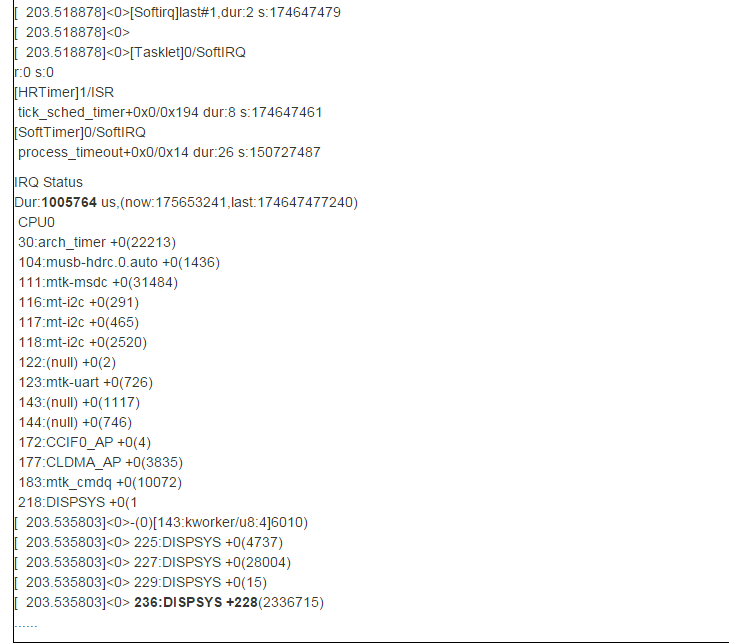 [  203.518878]<0>[Softirq]last#1,dur:2 s:174647479
[  203.518878]<0>
[  203.518878]<0>[Tasklet]0/SoftIRQ
r:0 s:0
[HRTimer]1/ISR
tick_sched_timer+0x0/0x194 dur:8 s:174647461
[SoftTimer]0/SoftIRQ
process_timeout+0x0/0x14 dur:26 s:150727487
IRQ Status
Dur:1005764 us,(now:175653241,last:174647477240)
CPU0
30:arch_timer +0(22213)
104:musb-hdrc.0.auto +0(1436)
111:mtk-msdc +0(31484)
116:mt-i2c +0(291)
117:mt-i2c +0(465)
118:mt-i2c +0(2520)
122:(null) +0(2)
123:mtk-uart +0(726)
143:(null) +0(1117)
144:(null) +0(746)
172:CCIF0_AP +0(4)
177:CLDMA_AP +0(3835)
183:mtk_cmdq +0(10072)
218:DISPSYS +0(1
[  203.535803]<0>-(0)[143:kworker/u8:4]6010)
[  203.535803]<0> 225:DISPSYS +0(4737)
[  203.535803]<0> 227:DISPSYS +0(28004)
[  203.535803]<0> 229:DISPSYS +0(15)
[  203.535803]<0> 236:DISPSYS +228(2336715)
......